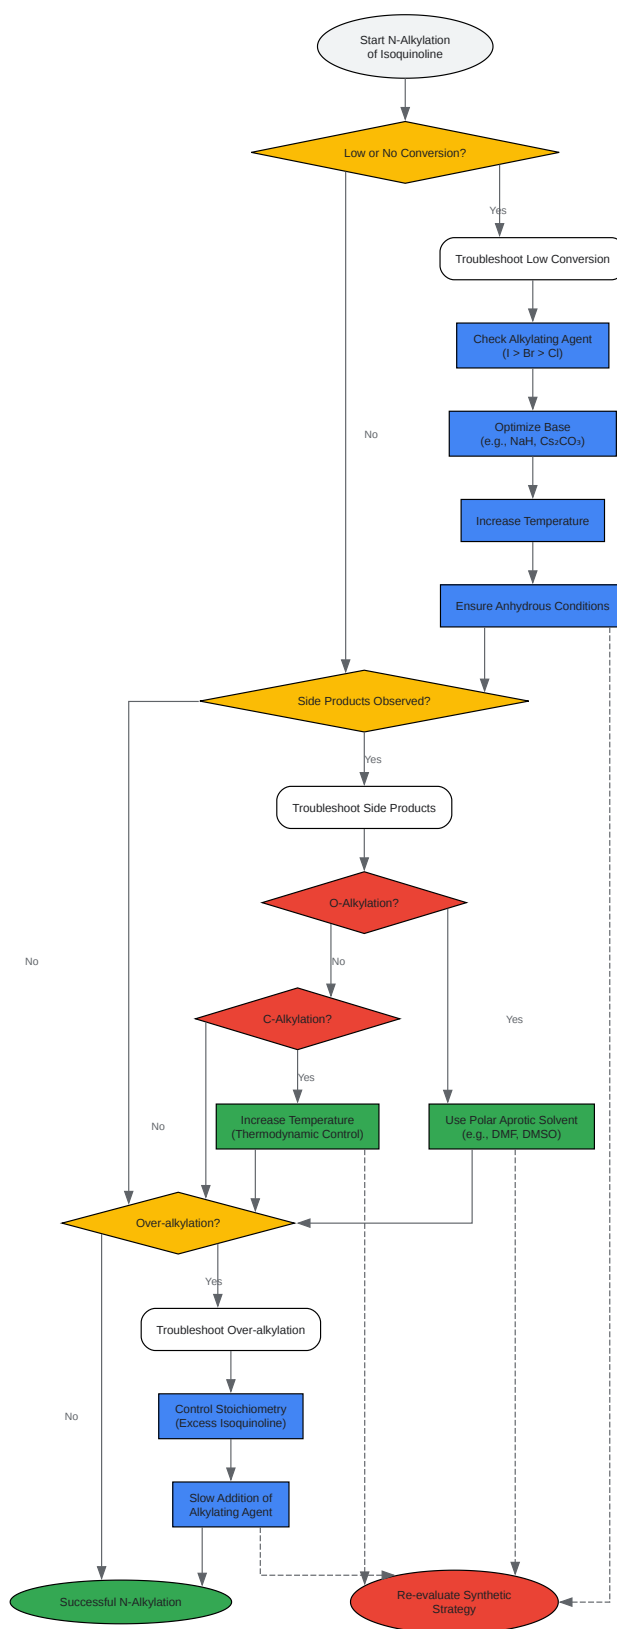 Start N-Alkylation
of Isoquinoline
Low or No Conversion?
Yes
Troubleshoot Low Conversion
Check Alkylating Agent
(I > Br > Cl)
No
Optimize Base
(e.g., NaH, Cs₂CO₃)
Increase Temperature
Ensure Anhydrous Conditions
Side Products Observed?
Yes
Troubleshoot Side Products
O-Alkylation?
No
No
C-Alkylation?
Yes
Yes
No
Increase Temperature
(Thermodynamic Control)
Use Polar Aprotic Solvent
(e.g., DMF, DMSO)
Over-alkylation?
Yes
Troubleshoot Over-alkylation
No
Control Stoichiometry
(Excess Isoquinoline)
Slow Addition of
Alkylating Agent
Successful N-Alkylation
Re-evaluate Synthetic
Strategy